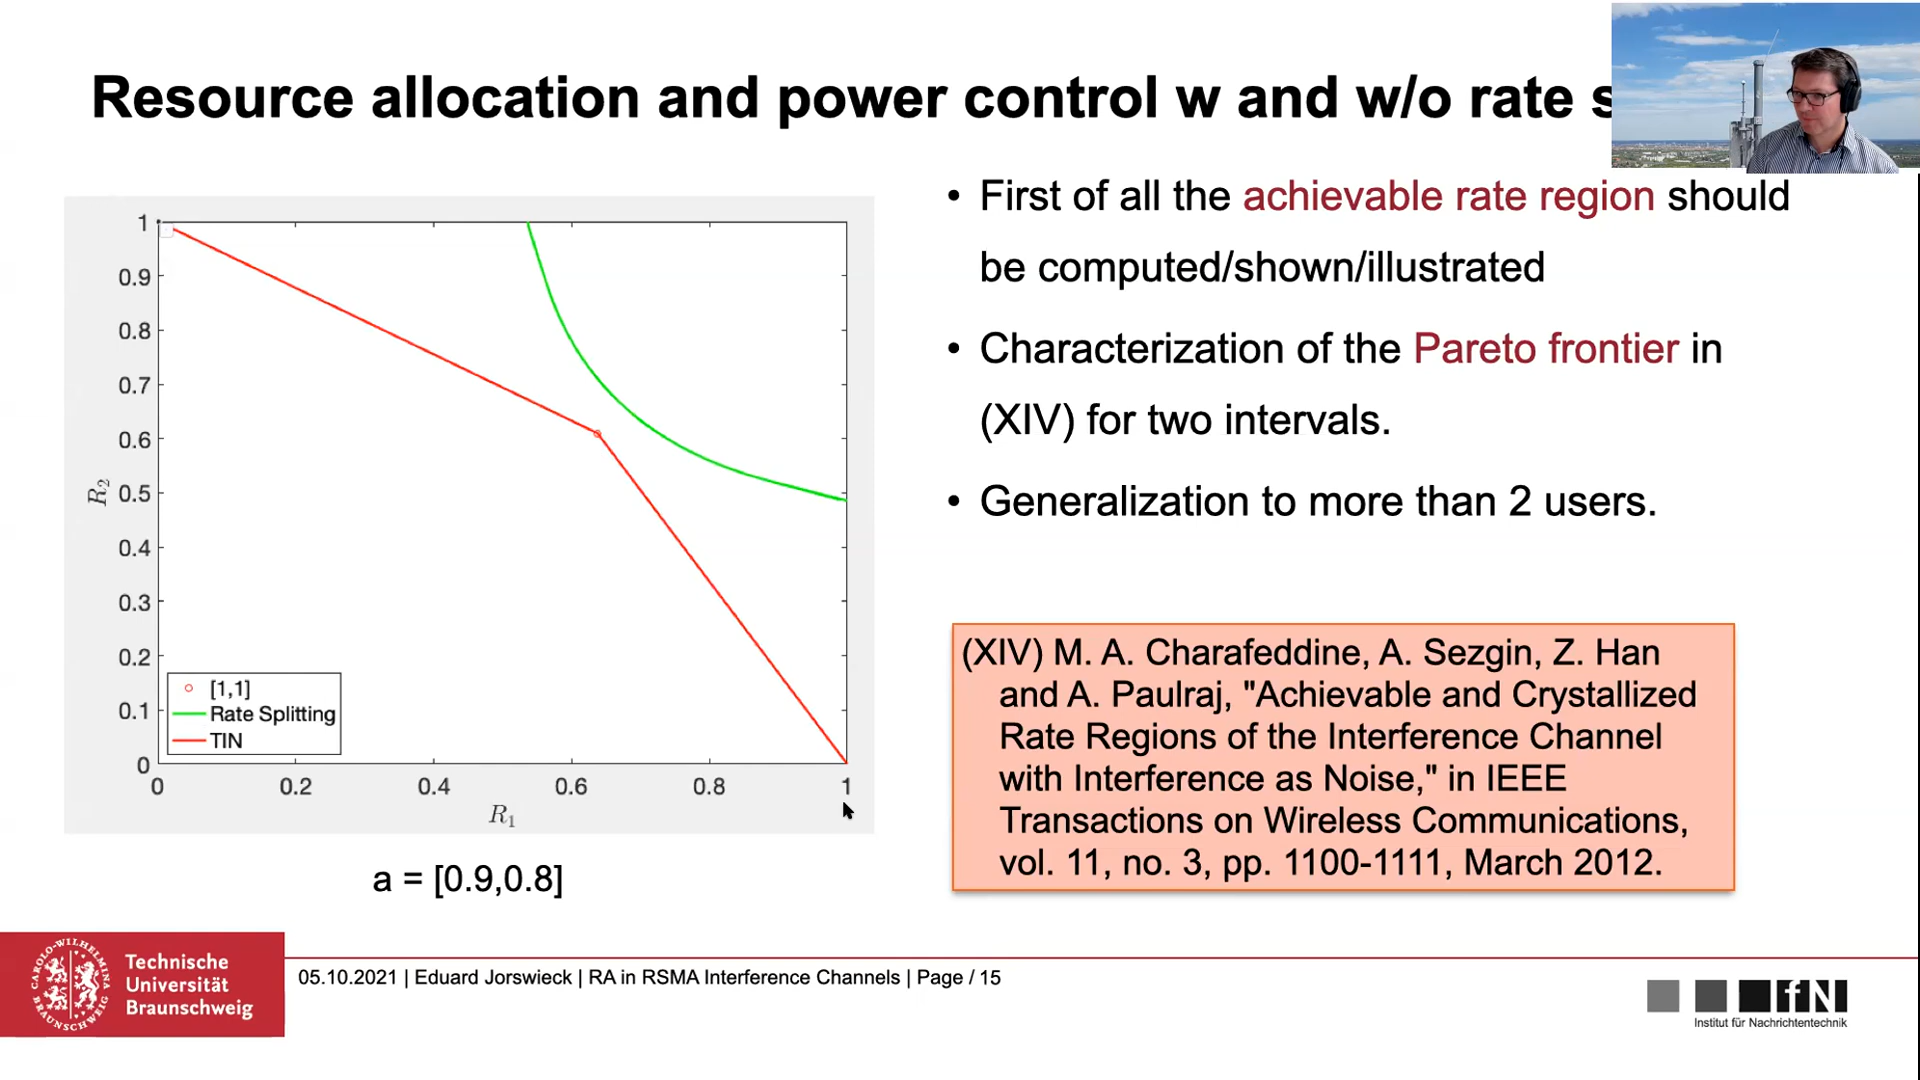 Resource allocation and power control w and w/o rate s
• First of all the achievable rate region should
be computed/shown/illustrated
• Characterization of the Pareto frontier in
(XIV) for two intervals.
• Generalization to more than 2 users.
1
0.9
0.8
0.7
0.6
0.5
0.4
0.3
0.2
0.1
0
R2
[1,1]
Rate Splitting
TIN
0 0.2 0.4 0.6 0.8 1
R1
a = [0.9,0.8]
(XIV) M. A. Charafeddine, A. Sezgin, Z. Han
and A. Paulraj, "Achievable and Crystallized
Rate Regions of the Interference Channel
with Interference as Noise," in IEEE
Transactions on Wireless Communications,
vol. 11, no. 3, pp. 1100-1111, March 2012.
CAROLO-WILHELMINA
BRAUNSCHWEIG
Technische
Universität
Braunschweig
05.10.2021 | Eduard Jorswieck | RA in RSMA Interference Channels | Page / 15
IfN
Institut für Nachrichtentechnik